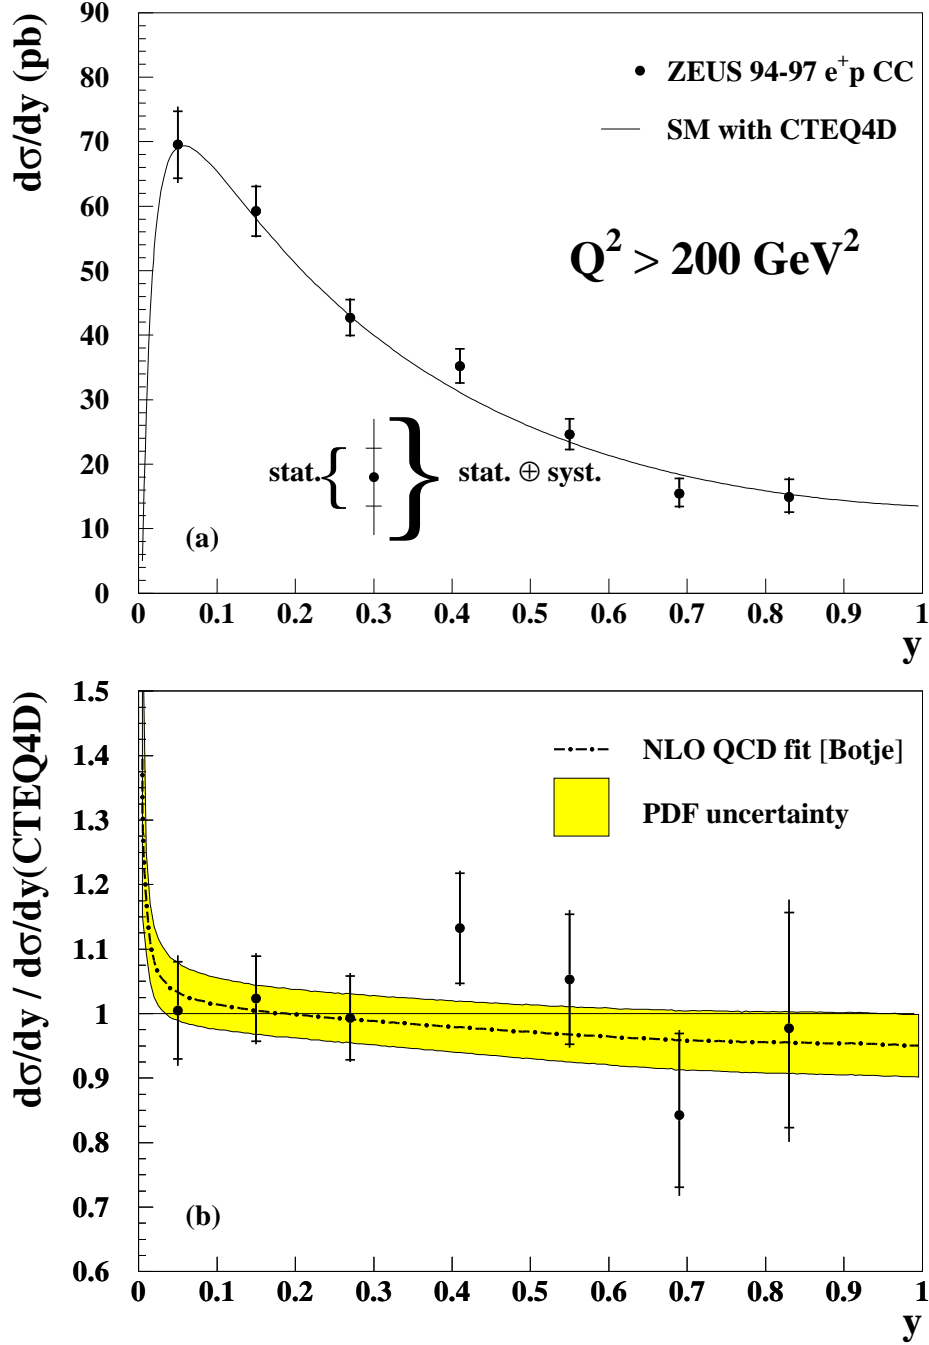 dσ/dy (pb)
90
80
70
60
50
40
30
20
10
0
ZEUS 94-97 e⁺p CC
SM with CTEQ4D
Q² > 200 GeV²
stat. { } stat. ⊕ syst.
(a)
0 0.1 0.2 0.3 0.4 0.5 0.6 0.7 0.8 0.9 1
y
dσ/dy / dσ/dy(CTEQ4D)
1.5
1.4
1.3
1.2
1.1
1
0.9
0.8
0.7
0.6
NLO QCD fit [Botje]
PDF uncertainty
(b)
0 0.1 0.2 0.3 0.4 0.5 0.6 0.7 0.8 0.9 1
y